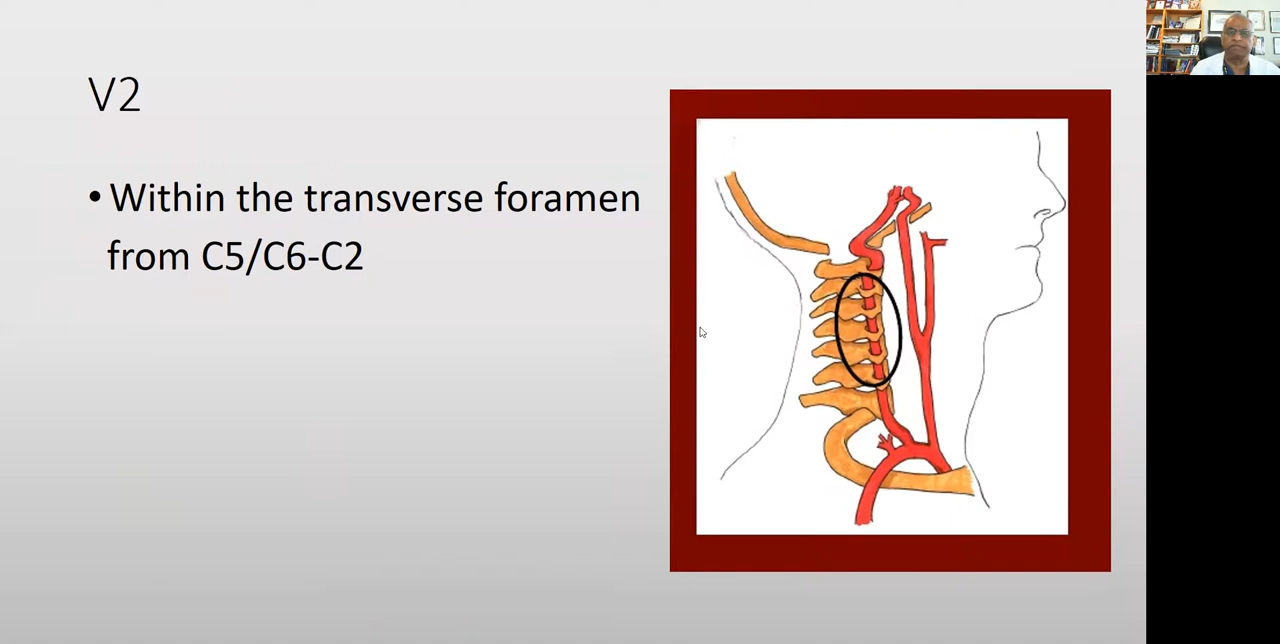 V2
• Within the transverse foramen
from C5/C6-C2